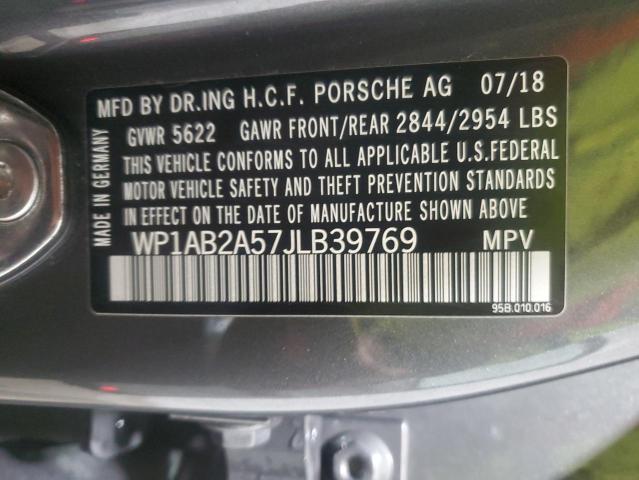 MFD BY DR.ING H.C.F. PORSCHE AG 07/18
GVWR 5622 GAWR FRONT/REAR 2844/2954 LBS
THIS VEHICLE CONFORMS TO ALL APPLICABLE U.S.FEDERAL
MOTOR VEHICLE SAFETY AND THEFT PREVENTION STANDARDS
IN EFFECT ON THE DATE OF MANUFACTURE SHOWN ABOVE
WP1AB2A57JLB39769 MPV
95B.010.016
MADE IN GERMANY